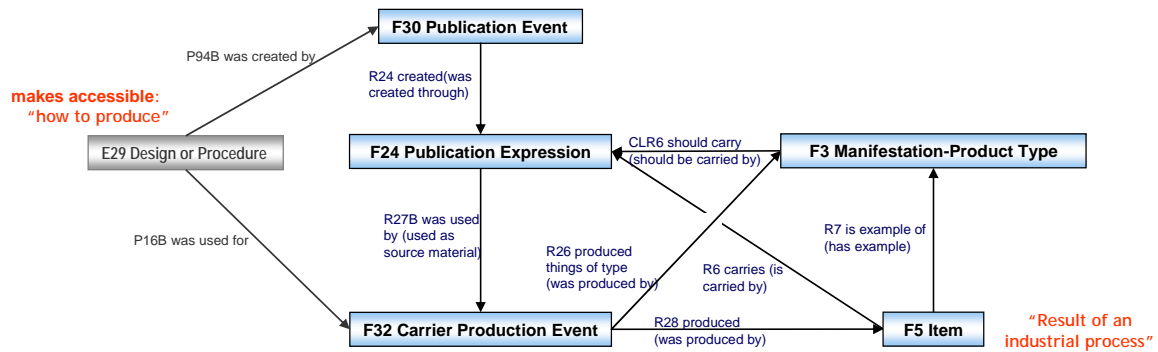 F30 Publication Event
P94B was created by
R24 created(was
created through)
makes accessible:
"how to produce"
E29 Design or Procedure
F24 Publication Expression
CLR6 should carry
(should be carried by)
F3 Manifestation-Product Type
P16B was used for
R27B was used
by (used as
source material)
R26 produced
things of type
(was produced by)
R6 carries (is
carried by)
R7 is example of
(has example)
F32 Carrier Production Event
R28 produced
(was produced by)
F5 Item
"Result of an
industrial process"